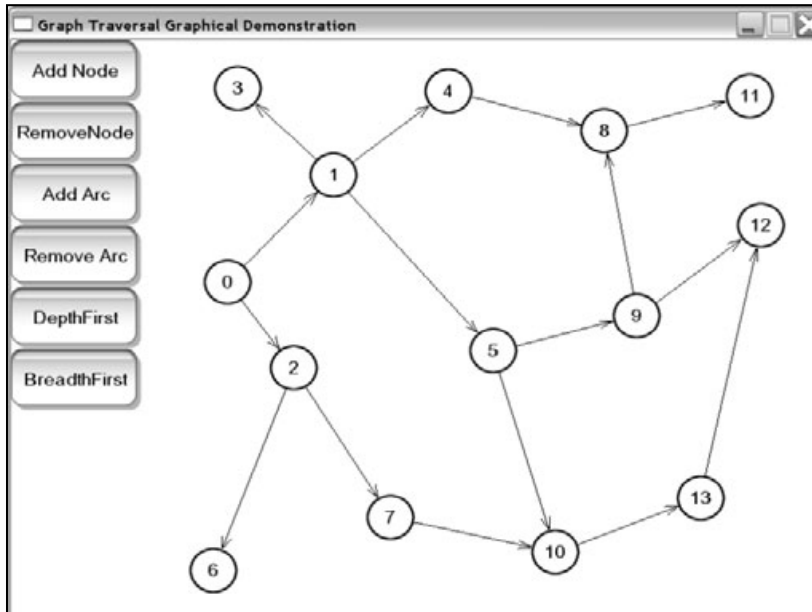 Graph Traversal Graphical Demonstration
Add Node
RemoveNode
Add Arc
Remove Arc
DepthFirst
BreadthFirst
3
4
11
8
1
12
0
9
5
2
13
7
10
6